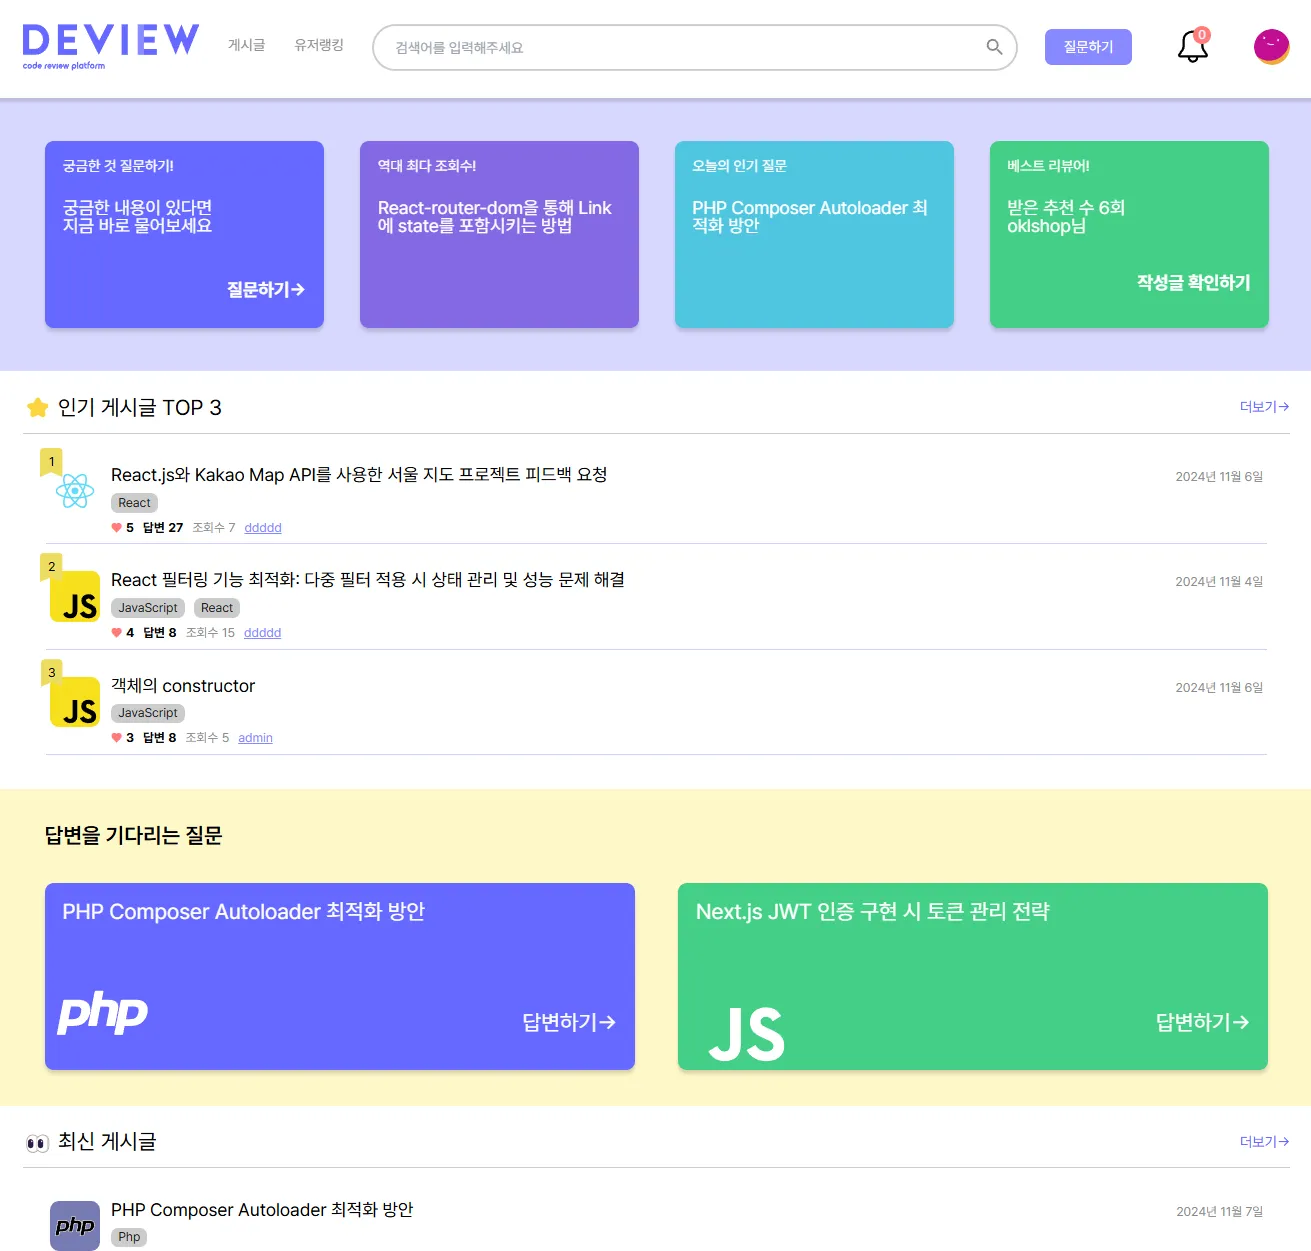 DEVIEW
code review platform
게시글
유저랭킹
검색어를 입력해주세요
질문하기
0
궁금한 것 질문하기!
궁금한 내용이 있다면
지금 바로 물어보세요
질문하기→
역대 최다 조회수!
React-router-dom을 통해 Link
에 state를 포함시키는 방법
오늘의 인기 질문
PHP Composer Autoloader 최
적화 방안
베스트 리뷰어!
받은 추천 수 6회
oklshop님
작성글 확인하기
인기 게시글 TOP 3
더보기→
1
React.js와 Kakao Map API를 사용한 서울 지도 프로젝트 피드백 요청
2024년 11월 6일
React
5 답변 27 조회수 7 ddddd
2
JS
React 필터링 기능 최적화: 다중 필터 적용 시 상태 관리 및 성능 문제 해결
2024년 11월 4일
JavaScript React
4 답변 8 조회수 15 ddddd
3
JS
객체의 constructor
2024년 11월 6일
JavaScript
3 답변 8 조회수 5 admin
답변을 기다리는 질문
PHP Composer Autoloader 최적화 방안
php
답변하기→
Next.js JWT 인증 구현 시 토큰 관리 전략
JS
답변하기→
최신 게시글
더보기→
php
PHP Composer Autoloader 최적화 방안
2024년 11월 7일
Php